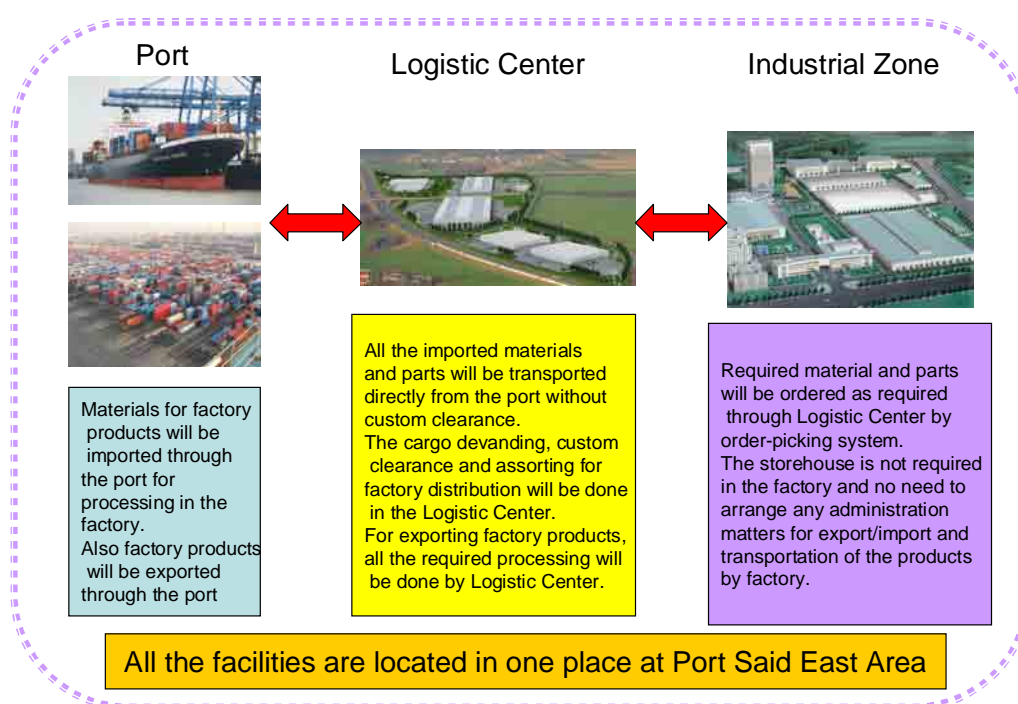 Port
Logistic Center
Industrial Zone
Materials for factory
products will be
imported through
the port for
processing in the
factory.
Also factory products
will be exported
through the port
All the imported materials
and parts will be transported
directly from the port without
custom clearance.
The cargo devanding, custom
clearance and assorting for
factory distribution will be done
in the Logistic Center.
For exporting factory products,
all the required processing will
be done by Logistic Center.
Required material and parts
will be ordered as required
through Logistic Center by
order-picking system.
The storehouse is not required
in the factory and no need to
arrange any administration
matters for export/import and
transportation of the products
by factory.
All the facilities are located in one place at Port Said East Area